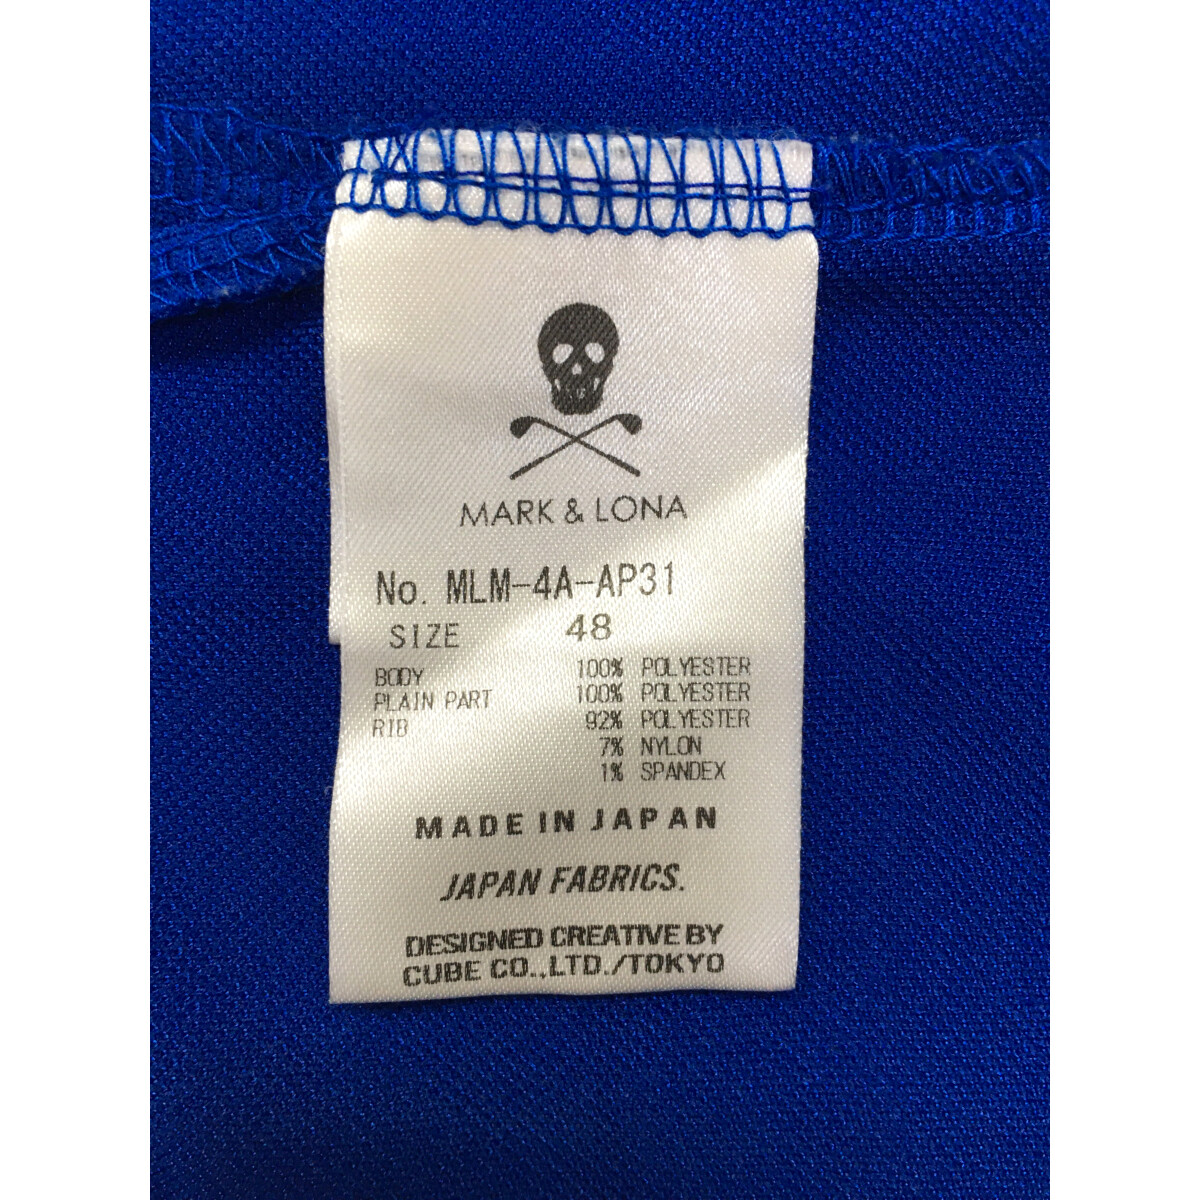 MARK & LONA
No. MLM-4A-AP31
SIZE 48
BODY 100% POLYESTER
PLAIN PART 100% POLYESTER
RIB 92% POLYESTER
7% NYLON
1% SPANDEX
MADE IN JAPAN
JAPAN FABRICS.
DESIGNED CREATIVE BY
CUBE CO.,LTD./TOKYO